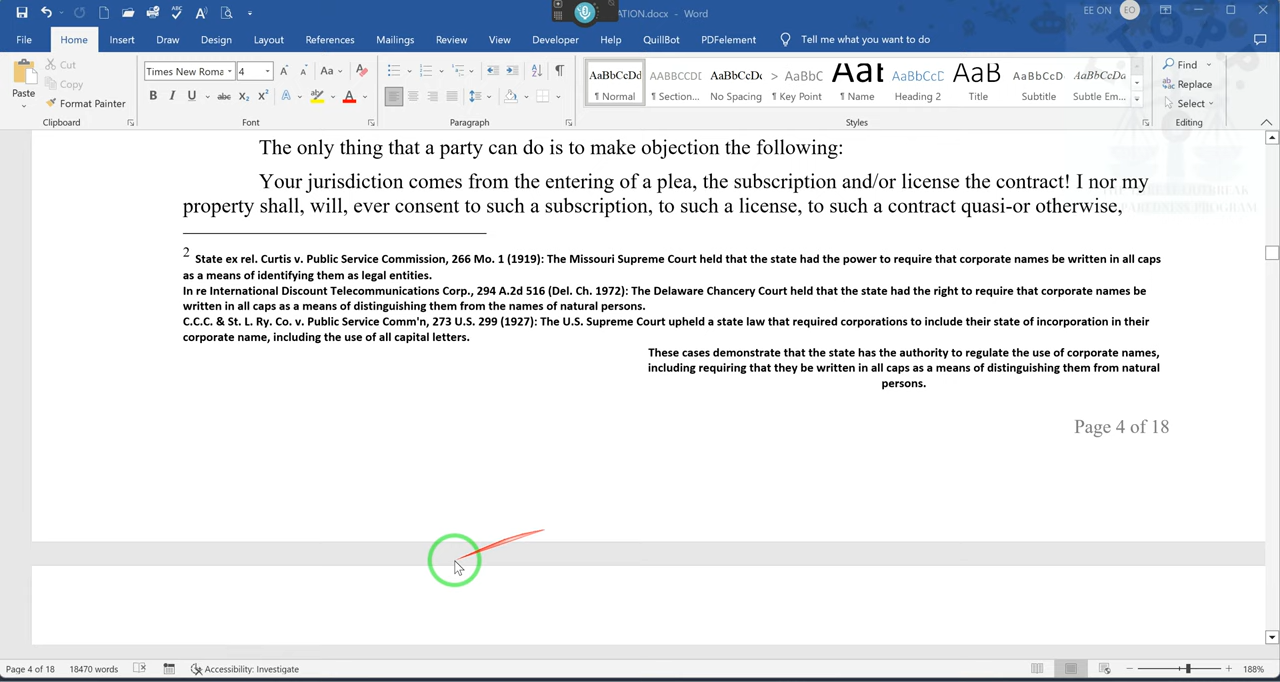 ATION.docx - Word
EE ON
EO
File Home Insert Draw Design Layout References Mailings Review View Developer Help QuillBot PDFelement Tell me what you want to do
Paste
Cut
Copy
Format Painter
Clipboard
Times New Roma
4
Font
Paragraph
AaBbCcDd AABBCCDD AaBbCcDc > AaBbC Aat AaBbCcD AaB AaBbCcD AaBbCcDa
¶ Normal ¶ Section... No Spacing ¶ Key Point ¶ Name Heading 2 Title Subtitle Subtle Em...
Styles
Find
Replace
Select
Editing
The only thing that a party can do is to make objection the following:
Your jurisdiction comes from the entering of a plea, the subscription and/or license the contract! I nor my
property shall, will, ever consent to such a subscription, to such a license, to such a contract quasi-or otherwise,
2 State ex rel. Curtis v. Public Service Commission, 266 Mo. 1 (1919): The Missouri Supreme Court held that the state had the power to require that corporate names be written in all caps
as a means of identifying them as legal entities.
In re International Discount Telecommunications Corp., 294 A.2d 516 (Del. Ch. 1972): The Delaware Chancery Court held that the state had the right to require that corporate names be
written in all caps as a means of distinguishing them from the names of natural persons.
C.C.C. & St. L. Ry. Co. v. Public Service Comm'n, 273 U.S. 299 (1927): The U.S. Supreme Court upheld a state law that required corporations to include their state of incorporation in their
corporate name, including the use of all capital letters.
These cases demonstrate that the state has the authority to regulate the use of corporate names,
including requiring that they be written in all caps as a means of distinguishing them from natural
persons.
Page 4 of 18
Page 4 of 18 18470 words Accessibility: Investigate 188%